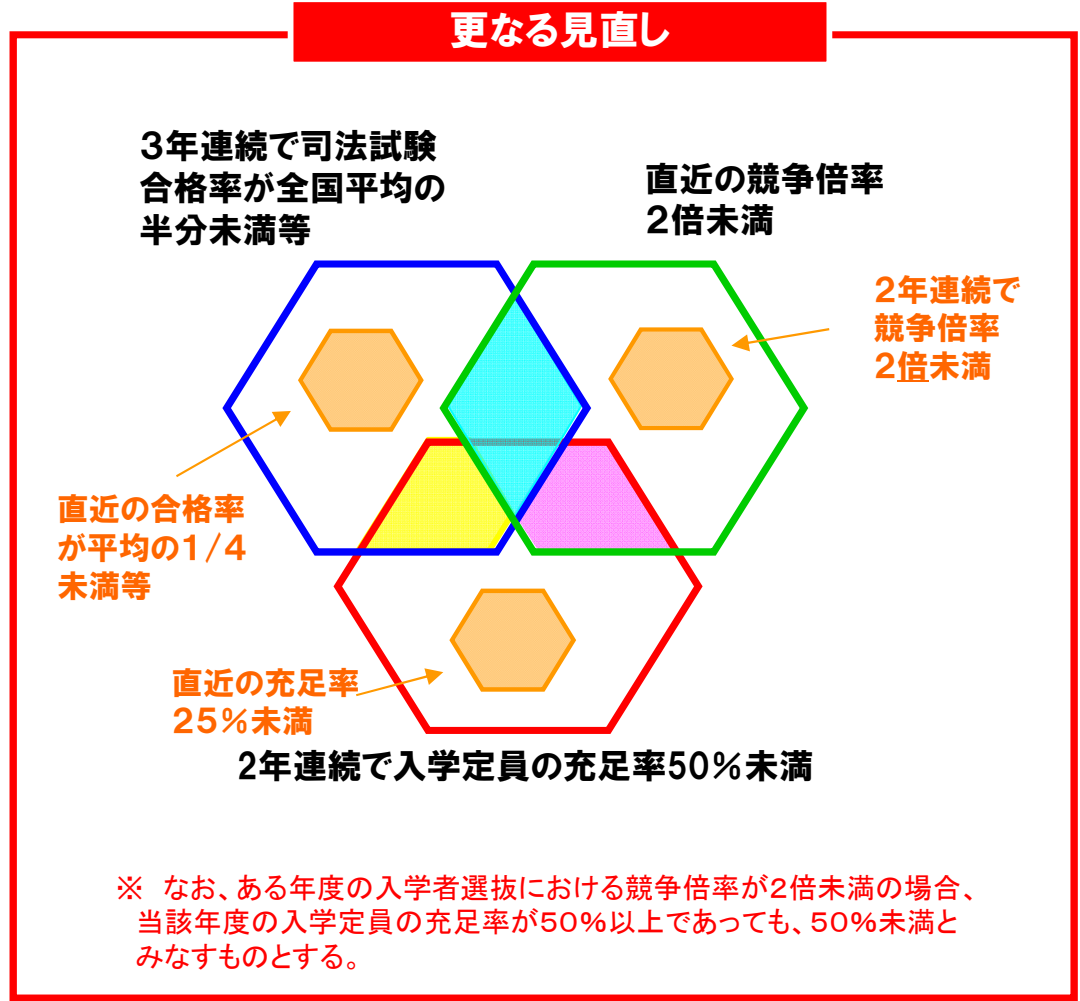 更なる見直し
3年連続で司法試験
合格率が全国平均の
半分未満等
直近の競争倍率
2倍未満
2年連続で
競争倍率
2倍未満
直近の合格率
が平均の1/4
未満等
直近の充足率
25%未満
2年連続で入学定員の充足率50%未満
※ なお、ある年度の入学者選抜における競争倍率が2倍未満の場合、
当該年度の入学定員の充足率が50%以上であっても、50%未満と
みなすものとする。